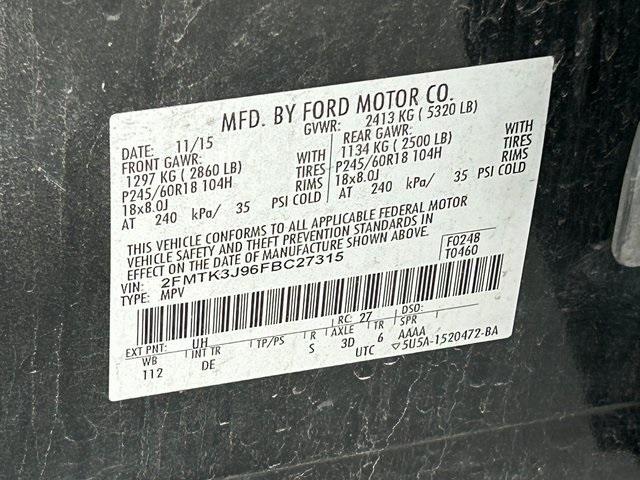 MFD. BY FORD MOTOR CO.
DATE: 11/15 GVWR: 2413 KG ( 5320 LB)
FRONT GAWR: WITH REAR GAWR: WITH
1297 KG ( 2860 LB) TIRES 1134 KG ( 2500 LB) TIRES
P245/60R18 104H RIMS P245/60R18 104H RIMS
18x8.0J 18x8.0J
AT 240 kPa/ 35 PSI COLD AT 240 kPa/ 35 PSI COLD
THIS VEHICLE CONFORMS TO ALL APPLICABLE FEDERAL MOTOR
VEHICLE SAFETY AND THEFT PREVENTION STANDARDS IN
EFFECT ON THE DATE OF MANUFACTURE SHOWN ABOVE.
VIN: 2FMTK3J96FBC27315 F0248
TYPE: MPV T0460
EXT PNT: UH RC: 27 DSO:
WB INT TR TP/PS R AXLE TR SPR AAAA
112 DE S 3D 6
UTC ▽5U5A-1520472-BA